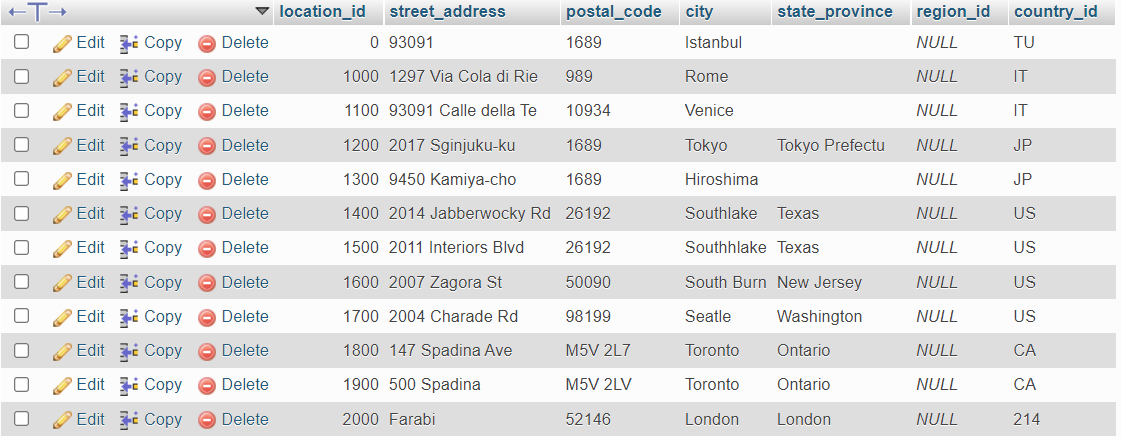 location_id street_address postal_code city state_province region_id country_id
Edit Copy Delete 0 93091 1689 Istanbul NULL TU
Edit Copy Delete 1000 1297 Via Cola di Rie 989 Rome NULL IT
Edit Copy Delete 1100 93091 Calle della Te 10934 Venice NULL IT
Edit Copy Delete 1200 2017 Sginjuku-ku 1689 Tokyo Tokyo Prefectu NULL JP
Edit Copy Delete 1300 9450 Kamiya-cho 1689 Hiroshima NULL JP
Edit Copy Delete 1400 2014 Jabberwocky Rd 26192 Southlake Texas NULL US
Edit Copy Delete 1500 2011 Interiors Blvd 26192 Southhlake Texas NULL US
Edit Copy Delete 1600 2007 Zagora St 50090 South Burn New Jersey NULL US
Edit Copy Delete 1700 2004 Charade Rd 98199 Seatle Washington NULL US
Edit Copy Delete 1800 147 Spadina Ave M5V 2L7 Toronto Ontario NULL CA
Edit Copy Delete 1900 500 Spadina M5V 2LV Toronto Ontario NULL CA
Edit Copy Delete 2000 Farabi 52146 London London NULL 214